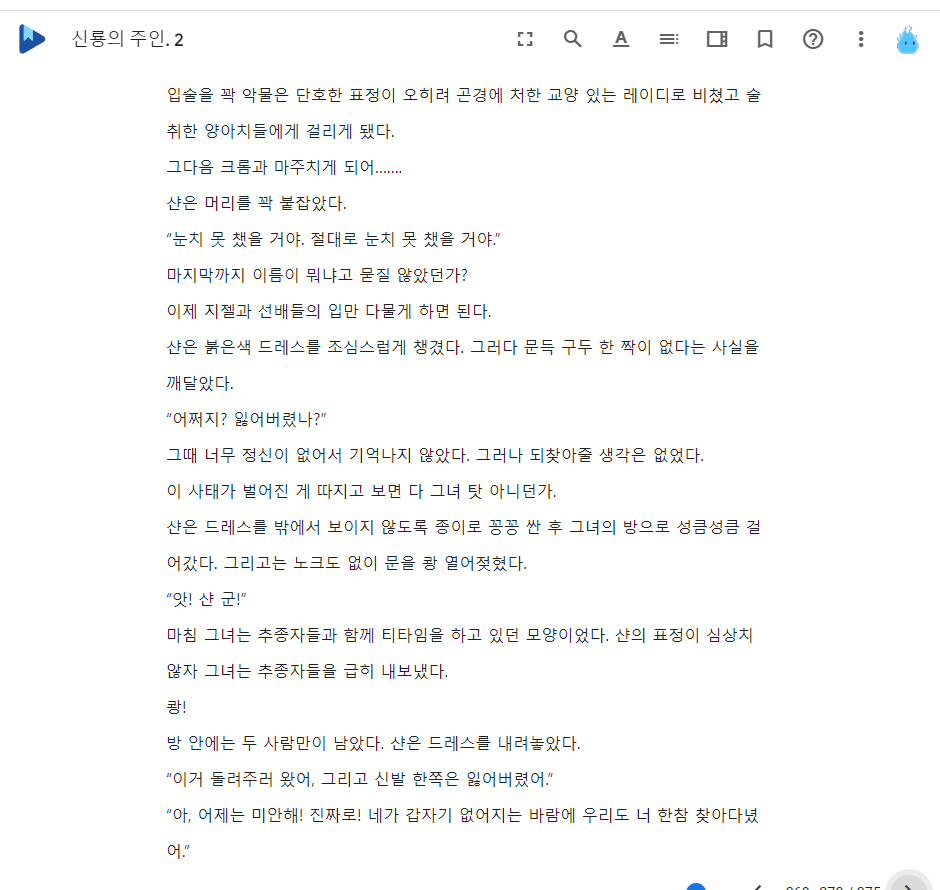 신룡의 주인. 2
입술을 꽉 악물은 단호한 표정이 오히려 곤경에 처한 교양 있는 레이디로 비쳤고 술
취한 양아치들에게 걸리게 됐다.
그다음 크롬과 마주치게 되어…….
샨은 머리를 꽉 붙잡았다.
“눈치 못 챘을 거야. 절대로 눈치 못 챘을 거야.”
마지막까지 이름이 뭐냐고 묻질 않았던가?
이제 지젤과 선배들의 입만 다물게 하면 된다.
샨은 붉은색 드레스를 조심스럽게 챙겼다. 그러다 문득 구두 한 짝이 없다는 사실을
깨달았다.
“어쩌지? 잃어버렸나?”
그때 너무 정신이 없어서 기억나지 않았다. 그러나 되찾아줄 생각은 없었다.
이 사태가 벌어진 게 따지고 보면 다 그녀 탓 아니던가.
샨은 드레스를 밖에서 보이지 않도록 종이로 꽁꽁 싼 후 그녀의 방으로 성큼성큼 걸
어갔다. 그리고는 노크도 없이 문을 쾅 열어젖혔다.
“앗! 샨 군!”
마침 그녀는 추종자들과 함께 티타임을 하고 있던 모양이었다. 샨의 표정이 심상치
않자 그녀는 추종자들을 급히 내보냈다.
쾅!
방 안에는 두 사람만이 남았다. 샨은 드레스를 내려놓았다.
“이거 돌려주러 왔어, 그리고 신발 한쪽은 잃어버렸어.”
“아, 어제는 미안해! 진짜로! 네가 갑자기 없어지는 바람에 우리도 너 한참 찾아다녔
어.”